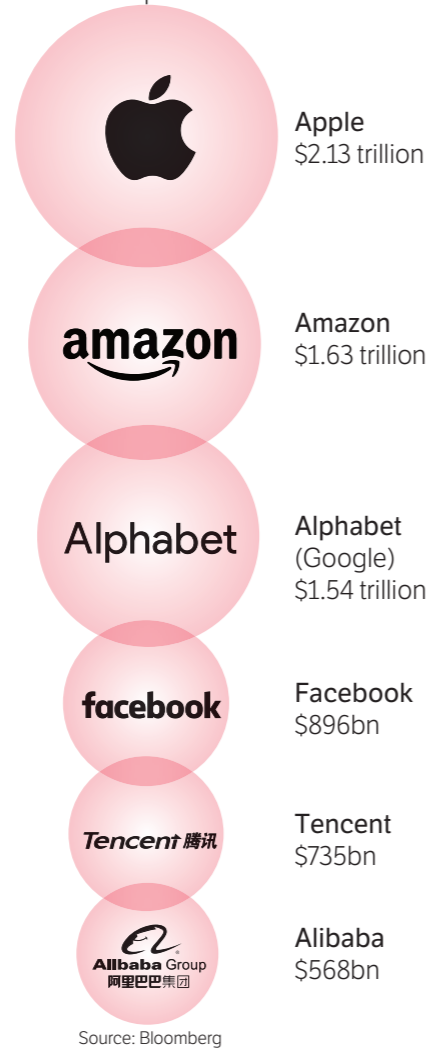 Apple
$2.13 trillion
amazon
Amazon
$1.63 trillion
Alphabet
Alphabet
(Google)
$1.54 trillion
facebook
Facebook
$896bn
Tencent 腾讯
Tencent
$735bn
Alibaba Group
阿里巴巴集团
Alibaba
$568bn
Source: Bloomberg